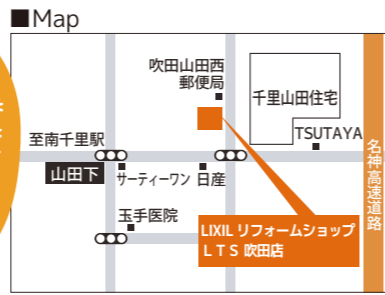 ■Map
吹田山田西
郵便局
千里山田住宅
TSUTAYA
至南千里駅
山田下
サーティーワン
日産
名神高速道路
玉手医院
LIXIL リフォームショップ
LTS 吹田店